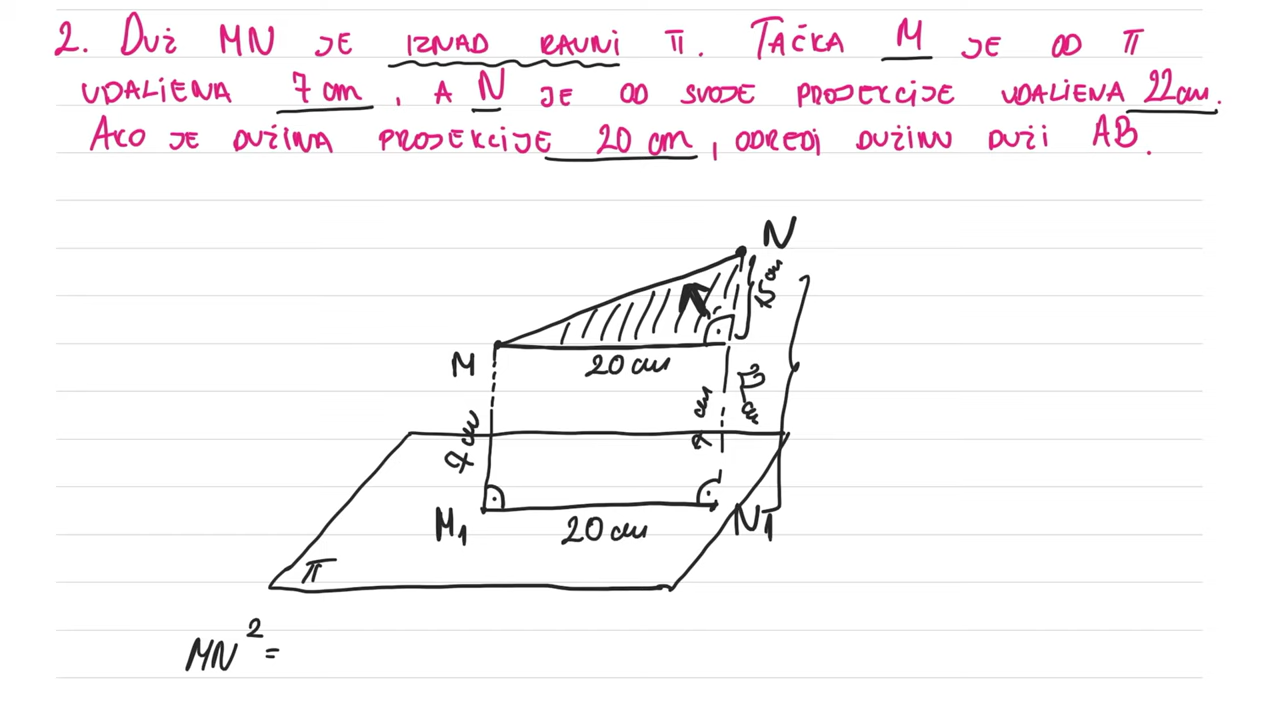 2. DUŽ MN JE IZNAD RAVNI π. TAČKA M JE OD π
UDALJENA 7 cm, A N JE OD SVOJE PROJEKCIJE UDALJENA 22 cm.
AKO JE DUŽINA PROJEKCIJE 20 cm, ODREDI DUŽINU DUŽI AB.
N
15 cm
M
20 cm
7 cm
7 cm
M₁
20 cm
N₁
π
MN² =